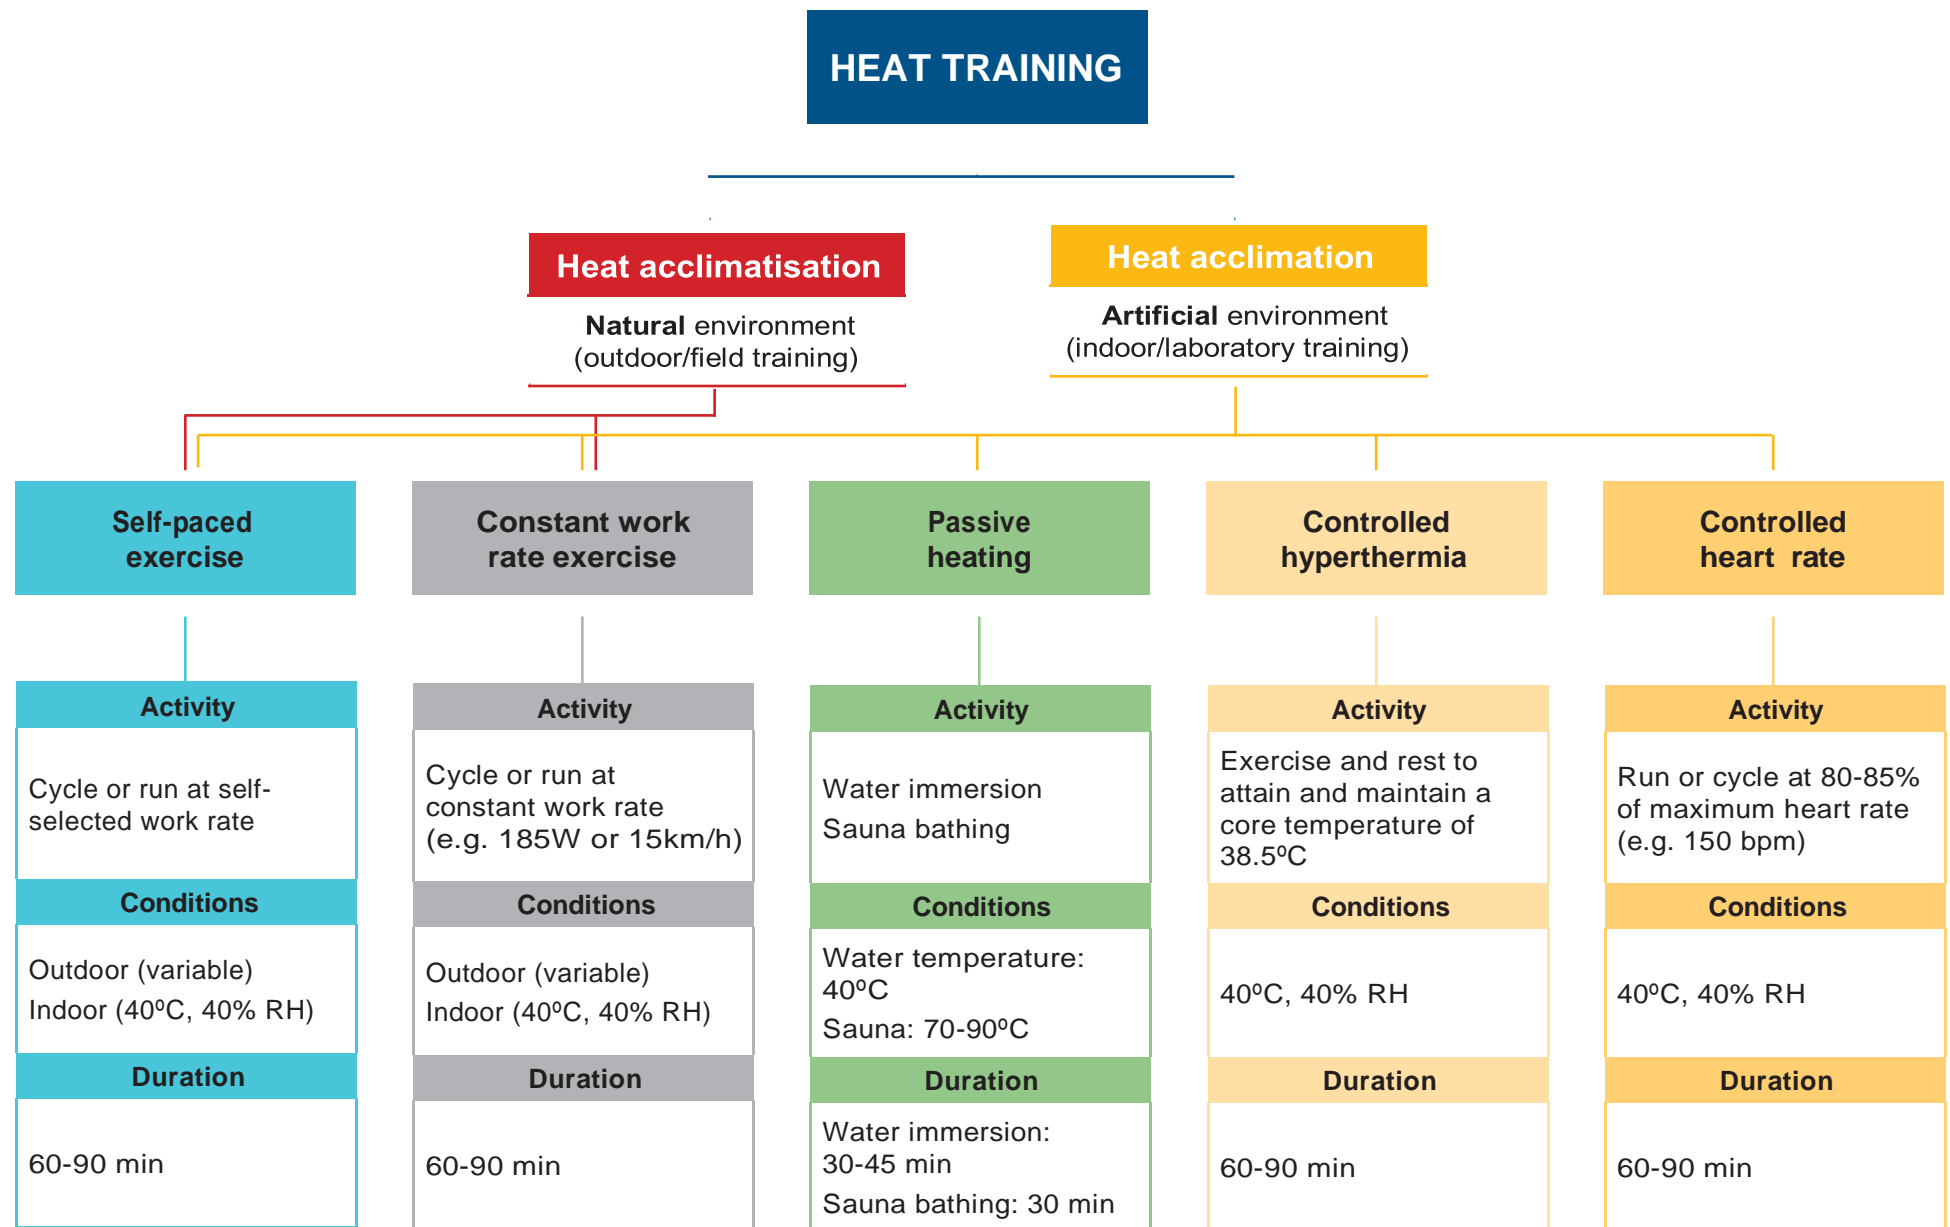 HEAT TRAINING
Heat acclimatisation
Natural environment
(outdoor/field training)
Heat acclimation
Artificial environment
(indoor/laboratory training)
Self-paced
exercise
Activity
Cycle or run at self-
selected work rate
Conditions
Outdoor (variable)
Indoor (40ºC, 40% RH)
Duration
60-90 min
Constant work
rate exercise
Activity
Cycle or run at
constant work rate
(e.g. 185W or 15km/h)
Conditions
Outdoor (variable)
Indoor (40ºC, 40% RH)
Duration
60-90 min
Passive
heating
Activity
Water immersion
Sauna bathing
Conditions
Water temperature:
40ºC
Sauna: 70-90ºC
Duration
Water immersion:
30-45 min
Sauna bathing: 30 min
Controlled
hyperthermia
Activity
Exercise and rest to
attain and maintain a
core temperature of
38.5ºC
Conditions
40ºC, 40% RH
Duration
60-90 min
Controlled
heart rate
Activity
Run or cycle at 80-85%
of maximum heart rate
(e.g. 150 bpm)
Conditions
40ºC, 40% RH
Duration
60-90 min